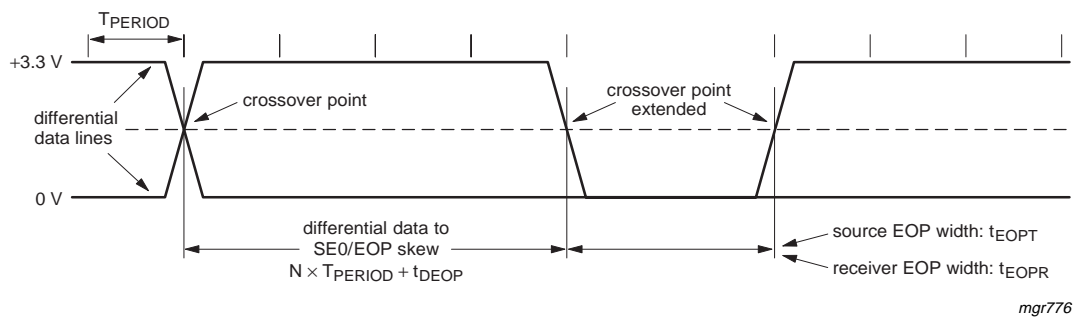 TPERIOD
+3.3 V
crossover point
crossover point
extended
differential
data lines
0 V
differential data to
SE0/EOP skew
N × TPERIOD + tDEOP
source EOP width: tEOPT
receiver EOP width: tEOPR
mgr776